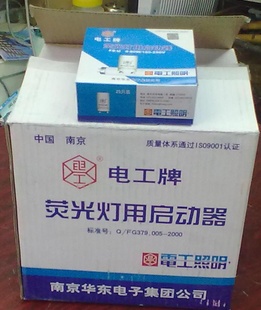 電工牌
電工照明
中国 南京
质量体系通过ISO9001认证
电工牌
荧光灯用启动器
标准号：Q/FG379.005-2000
電工照明
南京华东电子集团公司